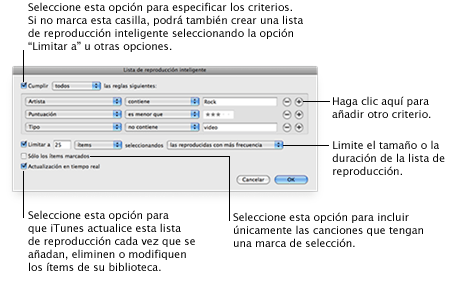 Seleccione esta opción para especificar los criterios.
Si no marca esta casilla, podrá también crear una lista
de reproducción inteligente seleccionando la opción
“Limitar a” u otras opciones.
Lista de reproducción inteligente
Cumplir todos las reglas siguientes:
Artista contiene Rock
Puntuación es menor que
Tipo no contiene video
Haga clic aquí para
añadir otro criterio.
Limitar a 25 ítems seleccionandos las reproducidas con más frecuencia
Sólo los ítems marcados
Actualización en tiempo real
Cancelar OK
Limite el tamaño o la
duración de la lista de
reproducción.
Seleccione esta opción para
que iTunes actualice esta lista
de reproducción cada vez que se
añadan, eliminen o modifiquen
los ítems de su biblioteca.
Seleccione esta opción para incluir
únicamente las canciones que tengan
una marca de selección.